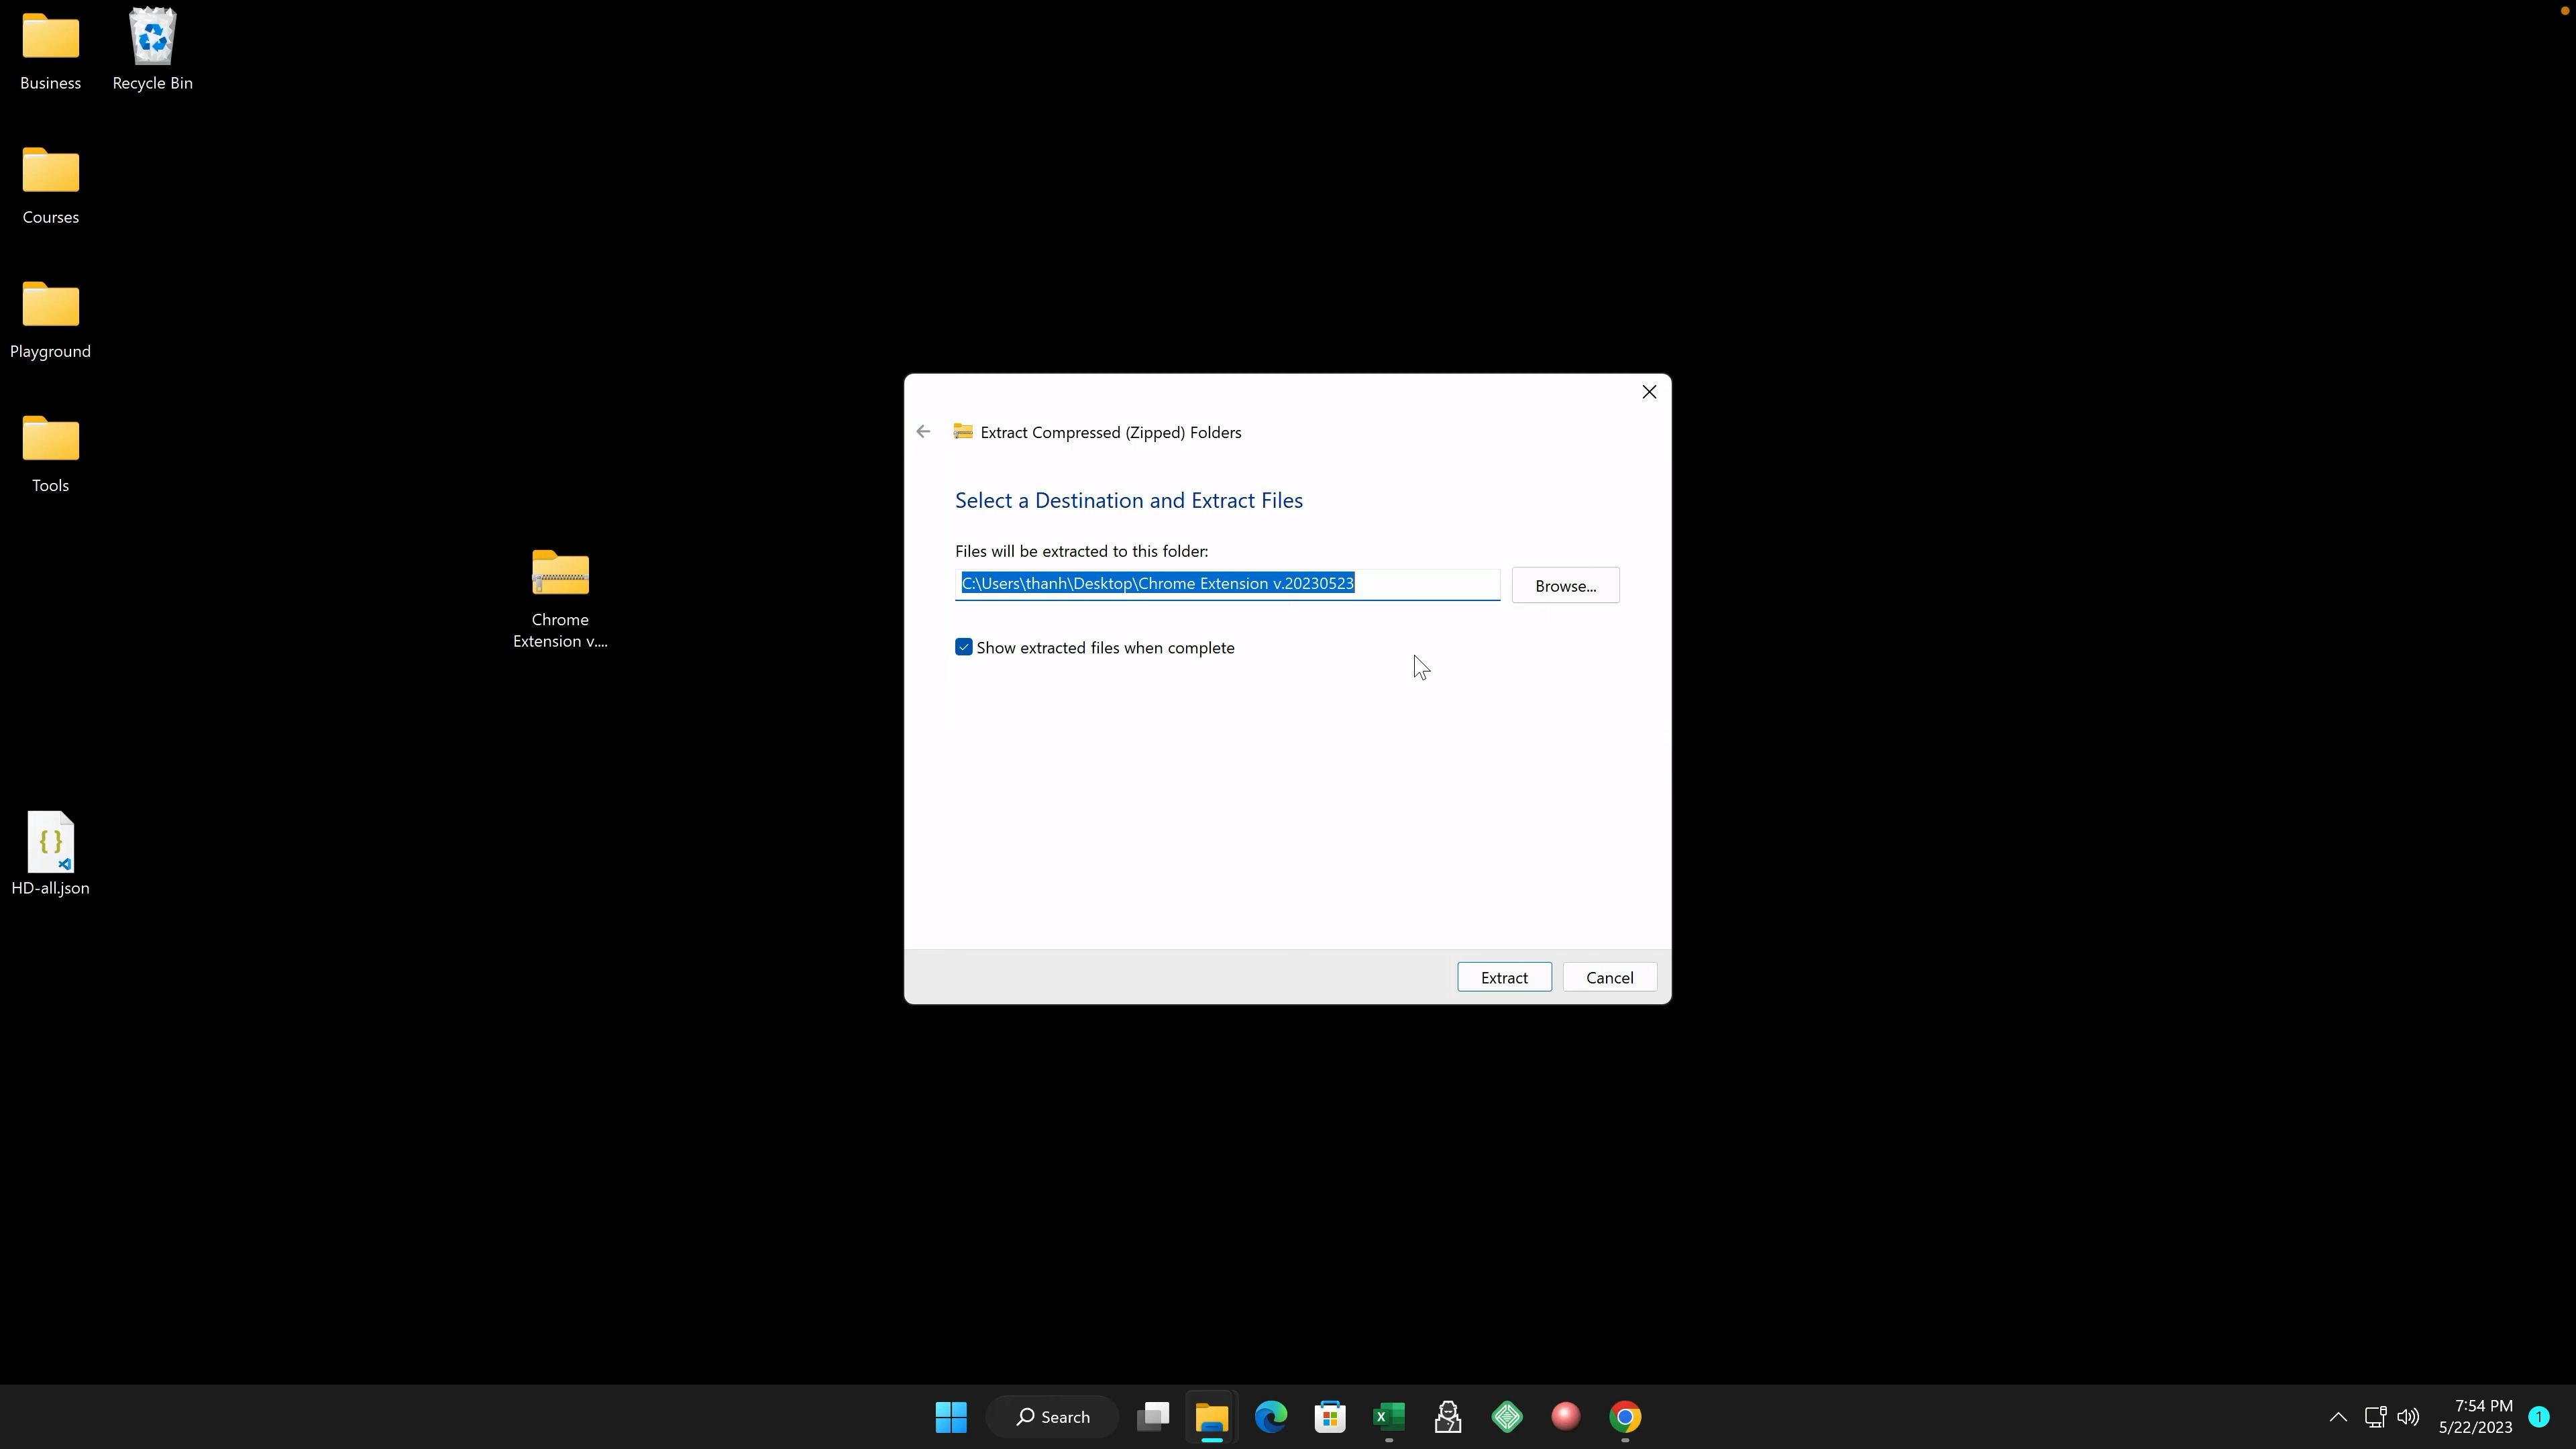 Business
Recycle Bin
Courses
Playground
Tools
Chrome
Extension v....
HD-all.json
Extract Compressed (Zipped) Folders
Select a Destination and Extract Files
Files will be extracted to this folder:
C:\Users\thanh\Desktop\Chrome Extension v.20230523
Browse...
Show extracted files when complete
Extract
Cancel
Search
7:54 PM
5/22/2023
1